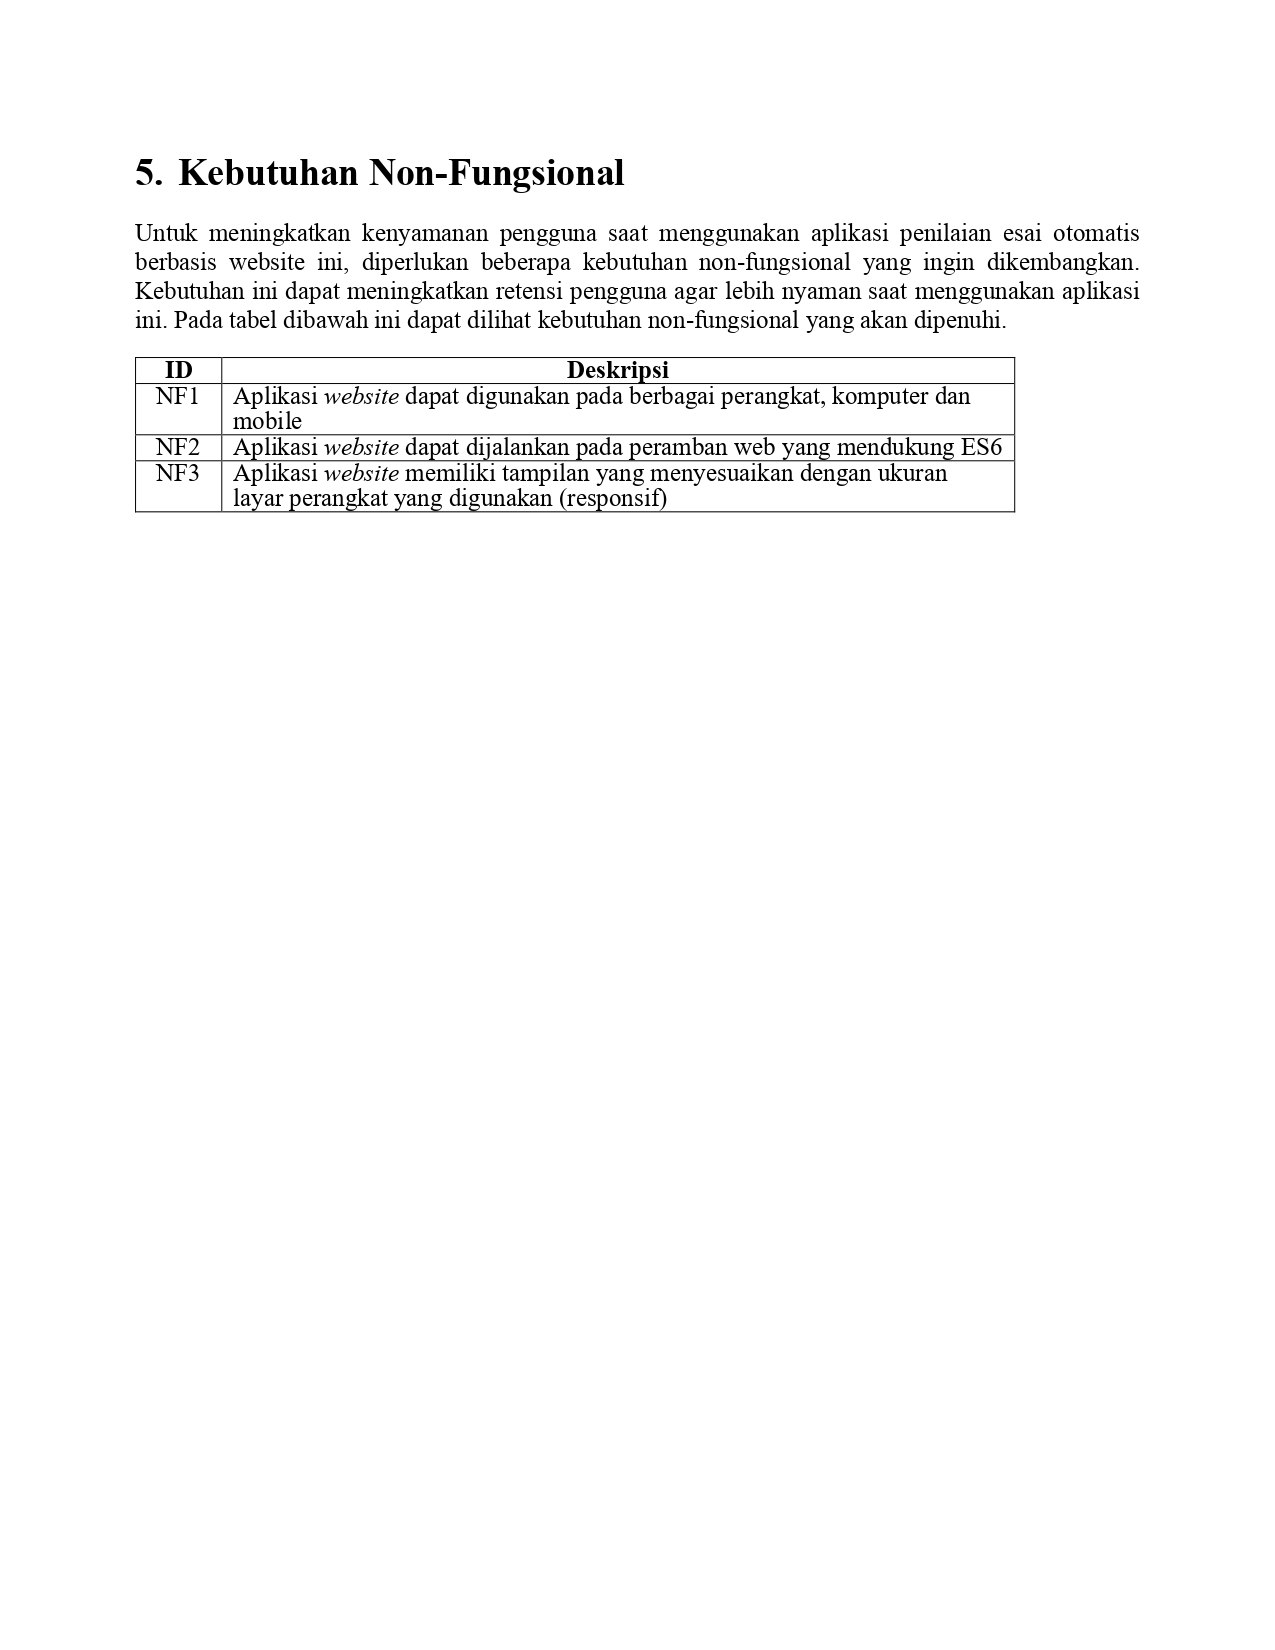 5. Kebutuhan Non-Fungsional
Untuk meningkatkan kenyamanan pengguna saat menggunakan aplikasi penilaian esai otomatis
berbasis website ini, diperlukan beberapa kebutuhan non-fungsional yang ingin dikembangkan.
Kebutuhan ini dapat meningkatkan retensi pengguna agar lebih nyaman saat menggunakan aplikasi
ini. Pada tabel dibawah ini dapat dilihat kebutuhan non-fungsional yang akan dipenuhi.
ID Deskripsi
NF1 Aplikasi website dapat digunakan pada berbagai perangkat, komputer dan
mobile
NF2 Aplikasi website dapat dijalankan pada peramban web yang mendukung ES6
NF3 Aplikasi website memiliki tampilan yang menyesuaikan dengan ukuran
layar perangkat yang digunakan (responsif)